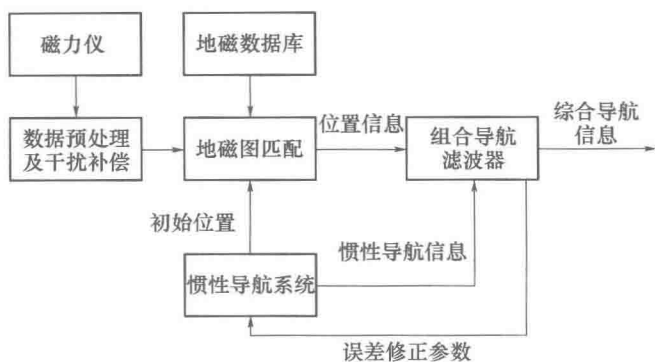 磁力仪
地磁数据库
数据预处理
及干扰补偿
地磁图匹配
位置信息
组合导航
滤波器
综合导航
信息
初始位置
惯性导航信息
惯性导航系统
误差修正参数